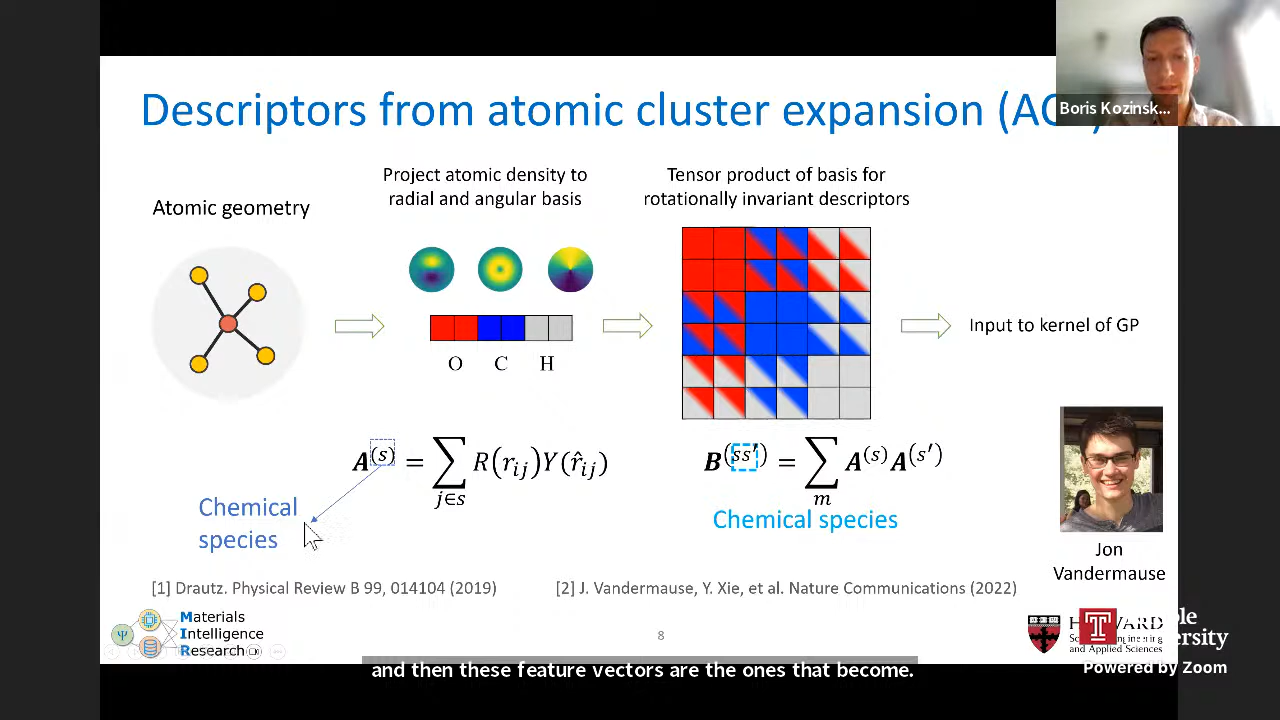 Boris Kozinsk...
Descriptors from atomic cluster expansion (AC
Atomic geometry
Project atomic density to
radial and angular basis
Tensor product of basis for
rotationally invariant descriptors
O C H
Input to kernel of GP
A^(s) = ∑_{j∈s} R(r_{ij})Y(r̂_{ij})
B^(ss′) = ∑_m A^(s)A^(s′)
Chemical
species
Chemical species
Jon
Vandermause
[1] Drautz. Physical Review B 99, 014104 (2019)
[2] J. Vandermause, Y. Xie, et al. Nature Communications (2022)
Materials
Intelligence
Research
8
Powered by Zoom
and then these feature vectors are the ones that become.